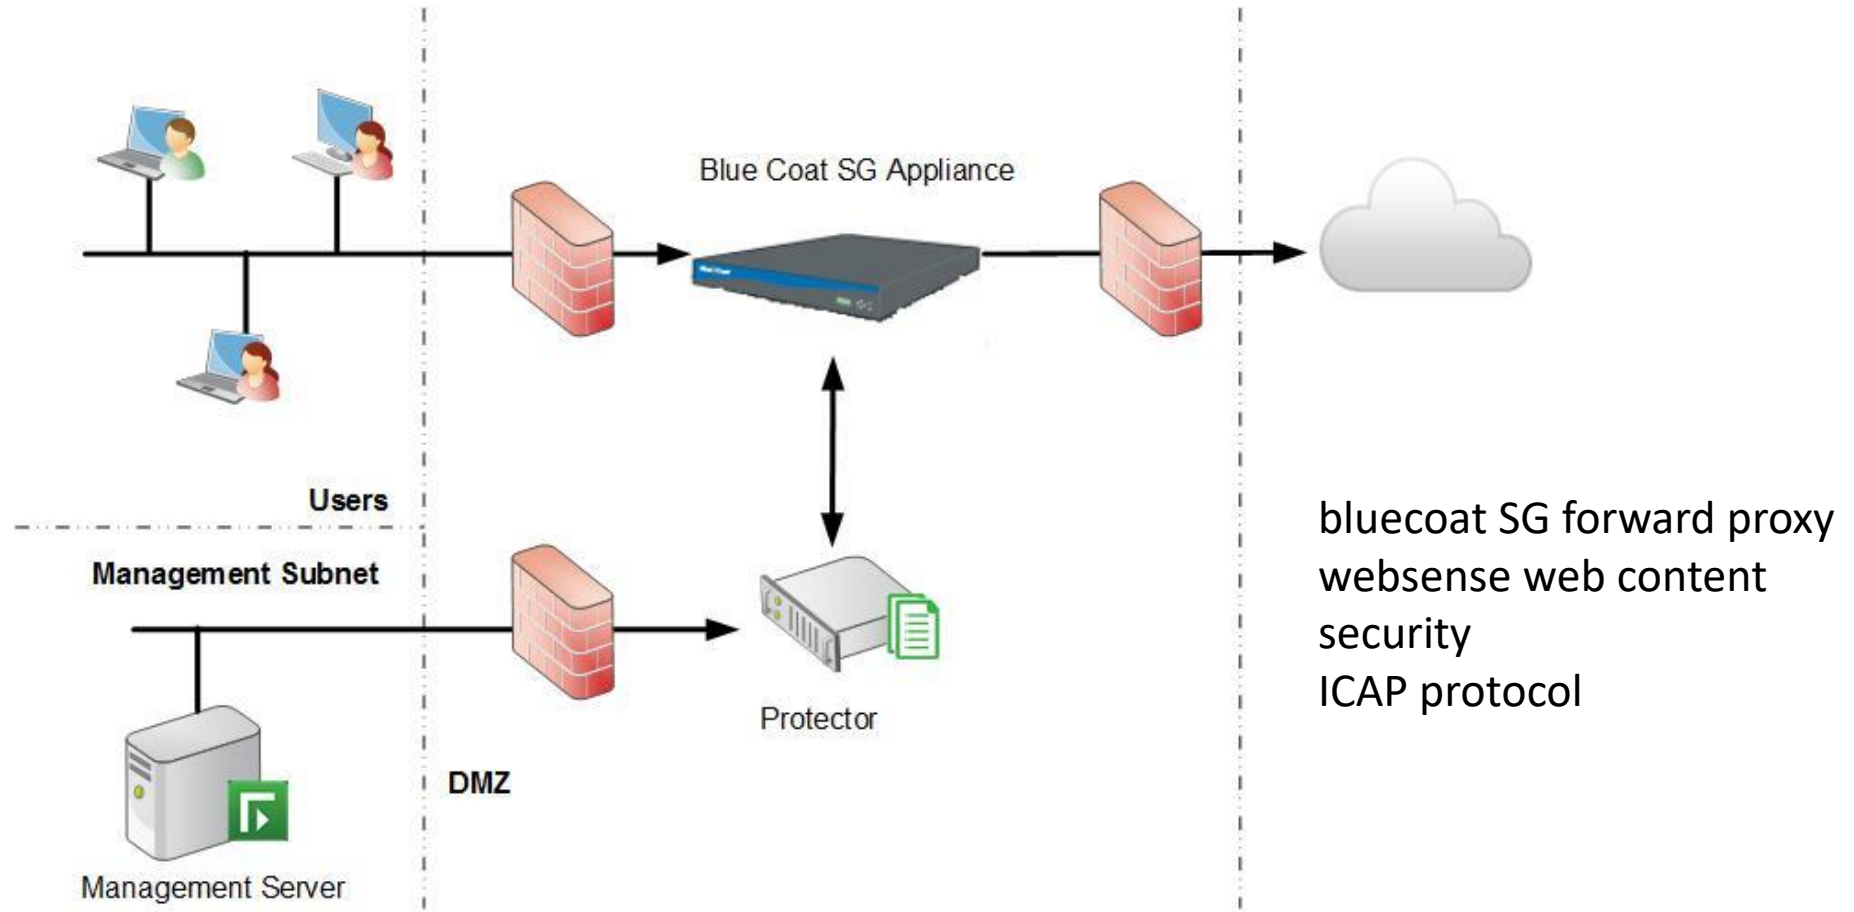 Blue Coat SG Appliance
Users
Management Subnet
bluecoat SG forward proxy
websense web content
security
ICAP protocol
Protector
DMZ
Management Server